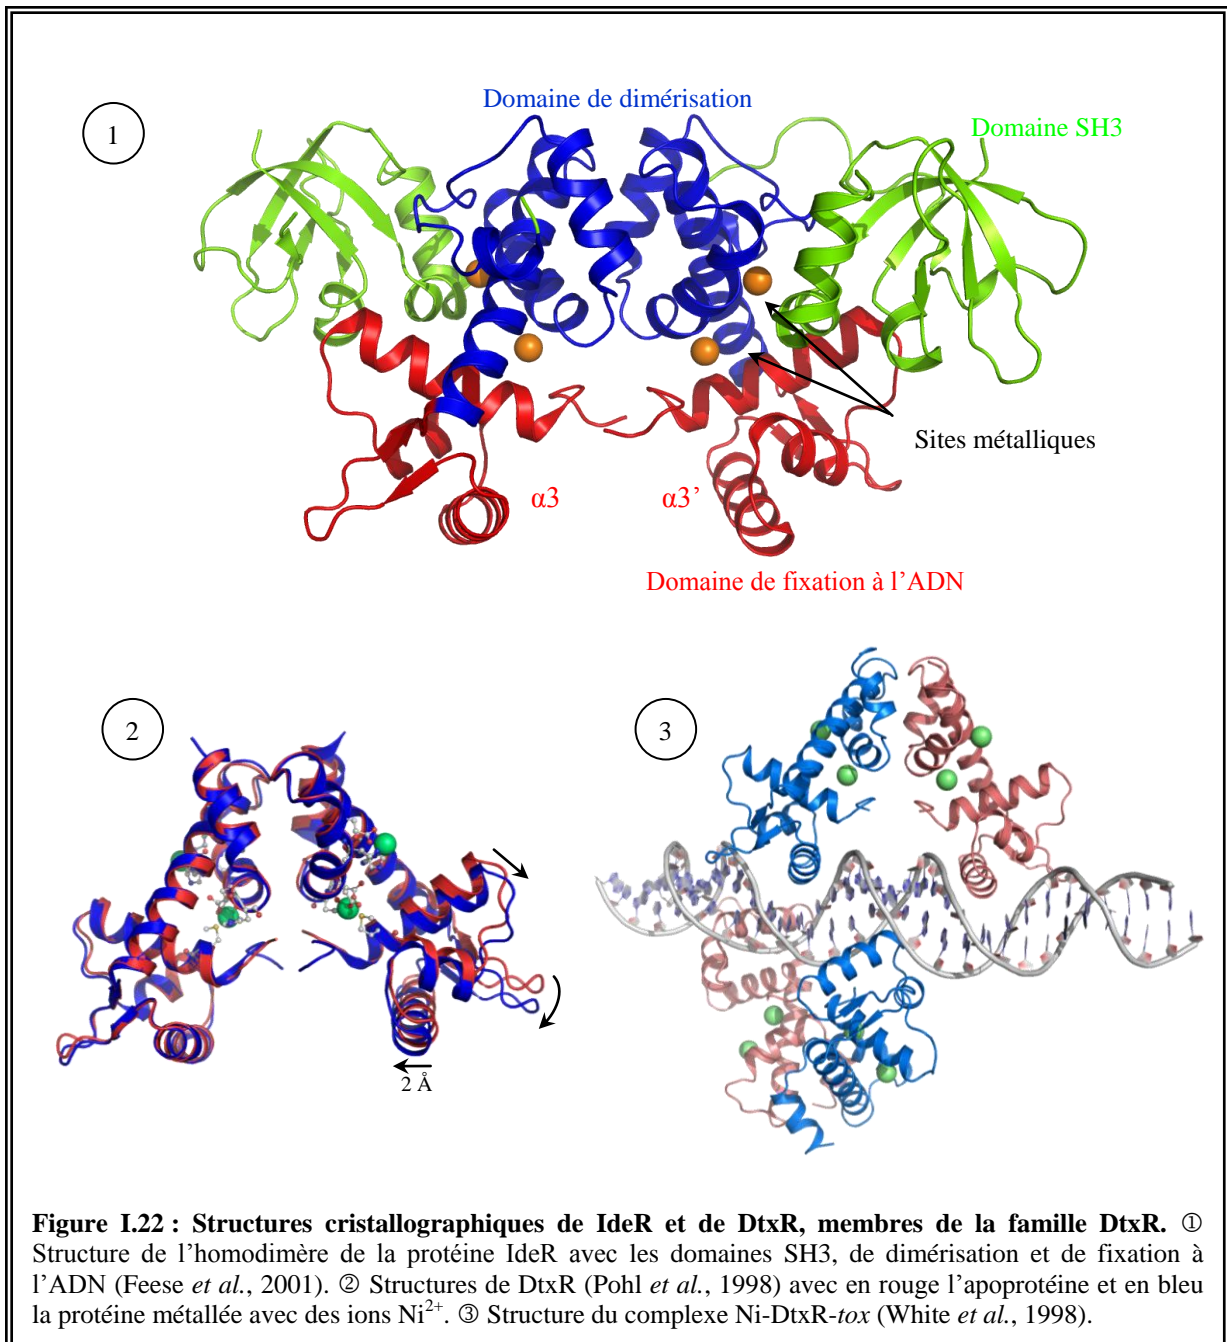 1
Domaine de dimérisation
Domaine SH3
Sites métalliques
α3
α3’
Domaine de fixation à l’ADN
2
3
2 Å
Figure I.22 : Structures cristallographiques de IdeR et de DtxR, membres de la famille DtxR. ①
Structure de l’homodimère de la protéine IdeR avec les domaines SH3, de dimérisation et de fixation à
l’ADN (Feese et al., 2001). ② Structures de DtxR (Pohl et al., 1998) avec en rouge l’apoprotéine et en bleu
la protéine métallée avec des ions Ni²⁺. ③ Structure du complexe Ni-DtxR-tox (White et al., 1998).